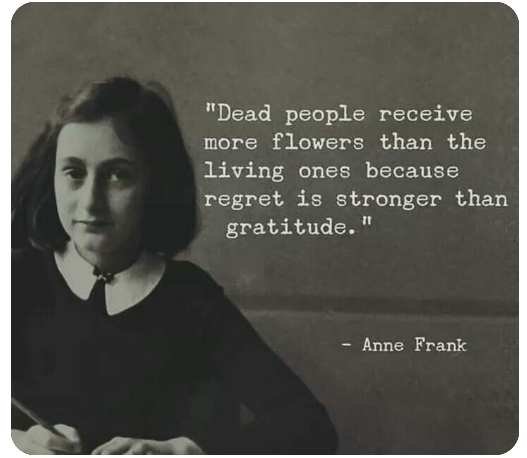 "Dead people receive
more flowers than the
living ones because
regret is stronger than
gratitude."
- Anne Frank